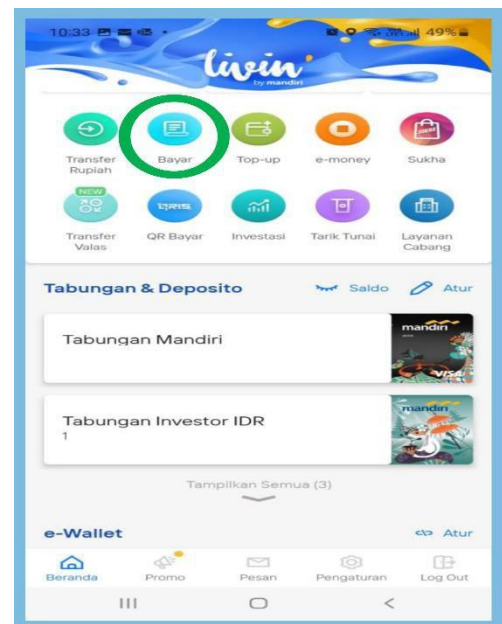 10:33
49%
livin'
by mandiri
Transfer
Rupiah
Bayar
Top-up
e-money
Sukha
NEW
Transfer
Valas
QR Bayar
Investasi
Tarik Tunai
Layanan
Cabang
Tabungan & Deposito
Saldo
Atur
Tabungan Mandiri
mandiri
VISA
Tabungan Investor IDR
1
mandiri
Tampilkan Semua (3)
e-Wallet
Atur
Beranda
Promo
Pesan
Pengaturan
Log Out